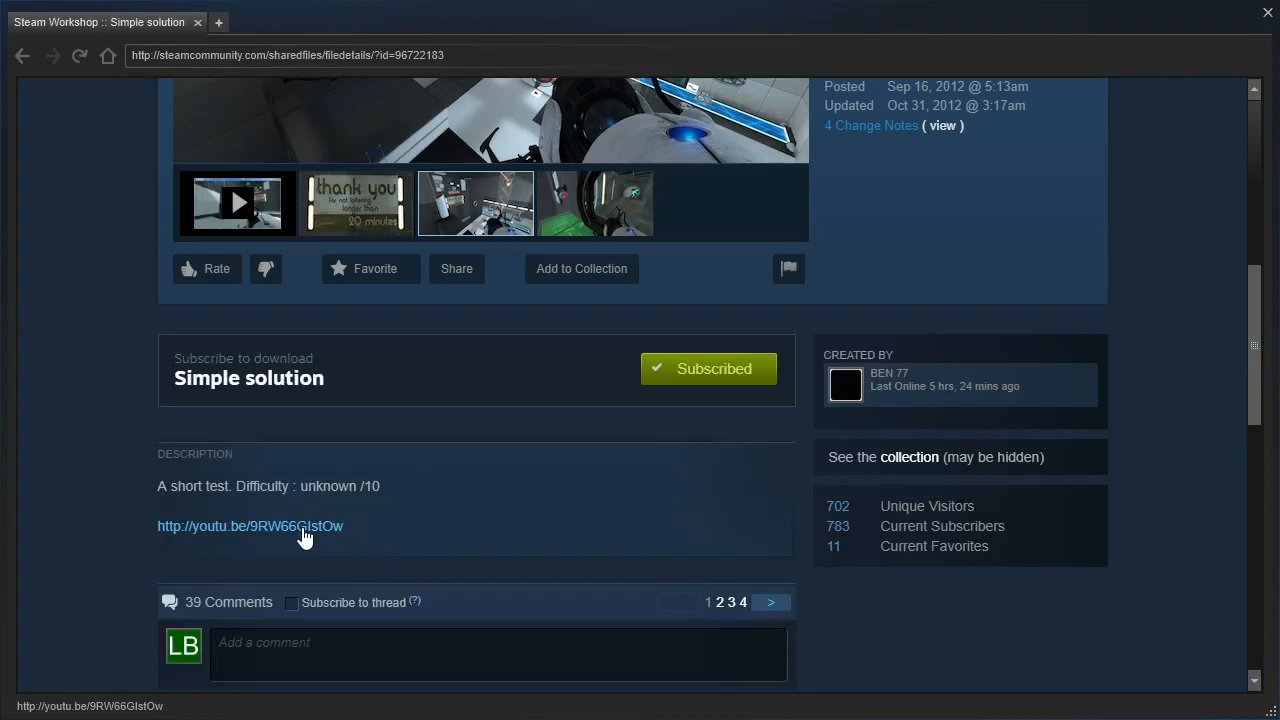 Steam Workshop :: Simple solution
http://steamcommunity.com/sharedfiles/filedetails/?id=96722183
Posted Sep 16, 2012 @ 5:13am
Updated Oct 31, 2012 @ 3:17am
4 Change Notes ( view )
thank you
for not loitering
longer than
20 minutes
Rate
Favorite
Share
Add to Collection
Subscribe to download
Simple solution
Subscribed
CREATED BY
BEN 77
Last Online 5 hrs, 24 mins ago
DESCRIPTION
A short test. Difficulty : unknown /10
http://youtu.be/9RW66GIstOw
See the collection (may be hidden)
702 Unique Visitors
783 Current Subscribers
11 Current Favorites
39 Comments
Subscribe to thread (?)
1 2 3 4 >
LB
Add a comment
http://youtu.be/9RW66GIstOw